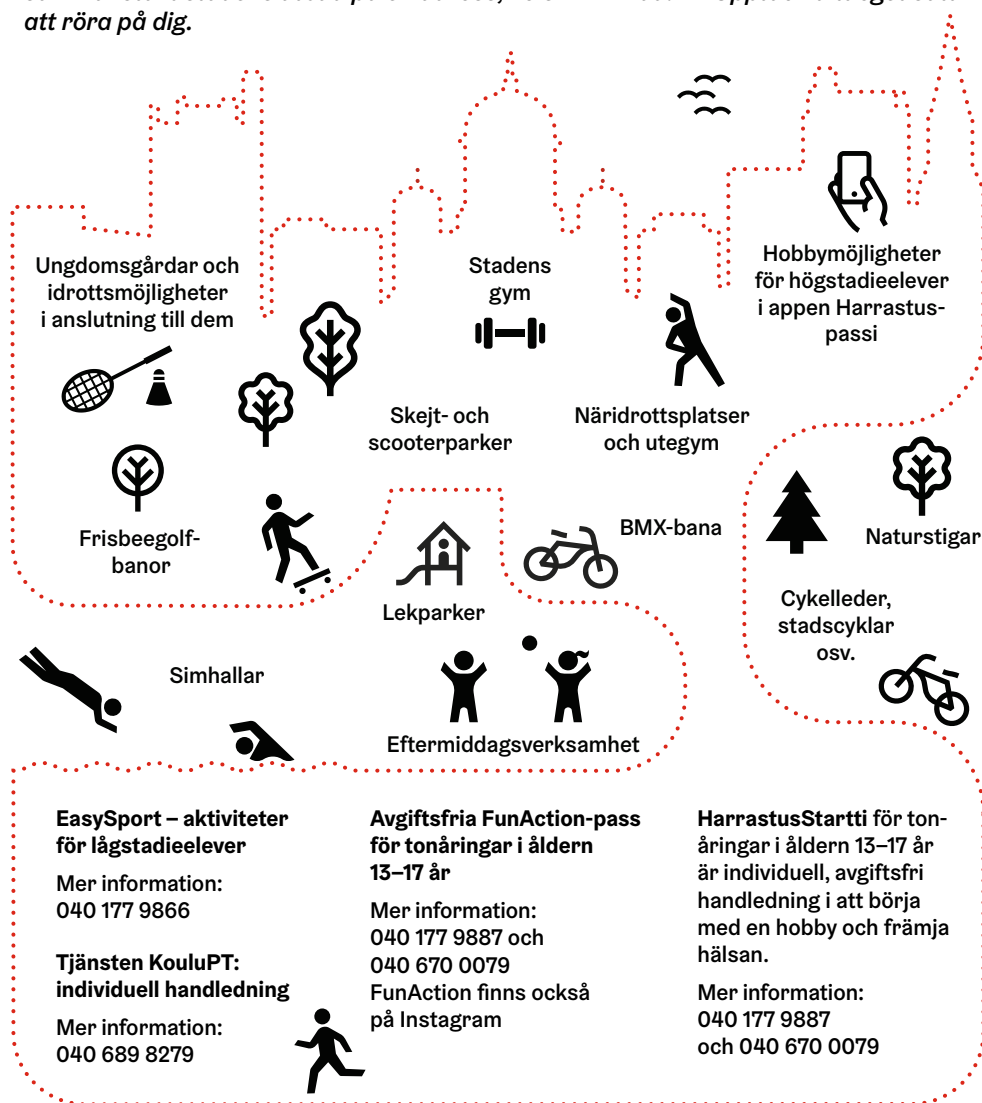 att röra på dig.
Ungdomsgårdar och
idrottsmöjligheter
i anslutning till dem
Stadens
gym
Hobbymöjligheter
för högstadieelever
i appen Harrastus-
passi
Skejt- och
scooterparker
Näridrottsplatser
och utegym
Frisbeegolf-
banor
BMX-bana
Naturstigar
Lekparker
Cykelleder,
stadscyklar
osv.
Simhallar
Eftermiddagsverksamhet
EasySport – aktiviteter
för lågstadieelever
Mer information:
040 177 9866
Tjänsten KouluPT:
individuell handledning
Mer information:
040 689 8279
Avgiftsfria FunAction-pass
för tonåringar i åldern
13–17 år
Mer information:
040 177 9887 och
040 670 0079
FunAction finns också
på Instagram
HarrastusStartti för ton-
åringar i åldern 13–17 år
är individuell, avgiftsfri
handledning i att börja
med en hobby och främja
hälsan.
Mer information:
040 177 9887
och 040 670 0079